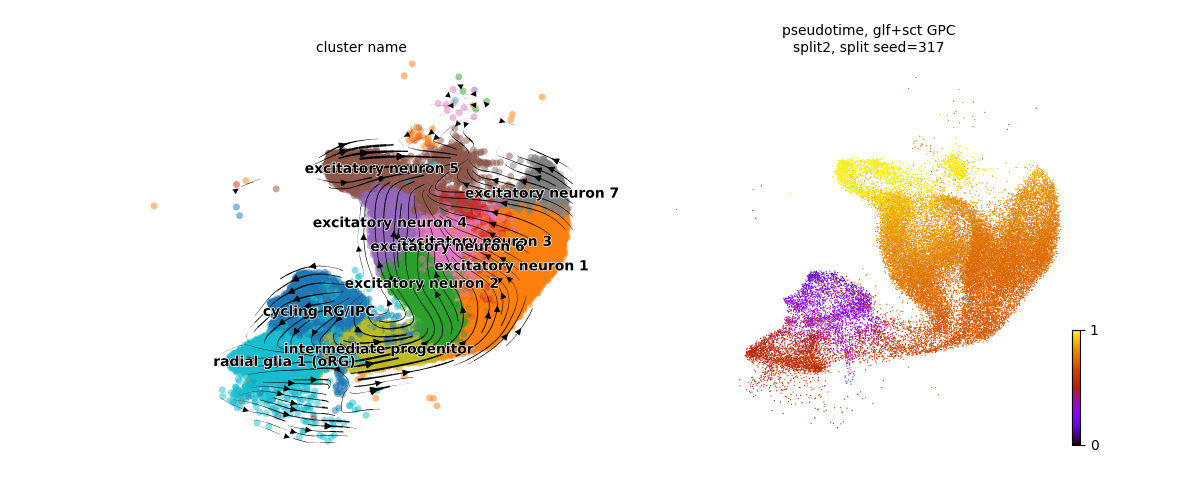 cluster name
excitatory neuron 5
excitatory neuron 7
excitatory neuron 4
excitatory neuron 3
excitatory neuron 6
excitatory neuron 1
excitatory neuron 2
cycling RG/IPC
intermediate progenitor
radial glia 1 (oRG)
pseudotime, glf+sct GPC
split2, split seed=317
1
0